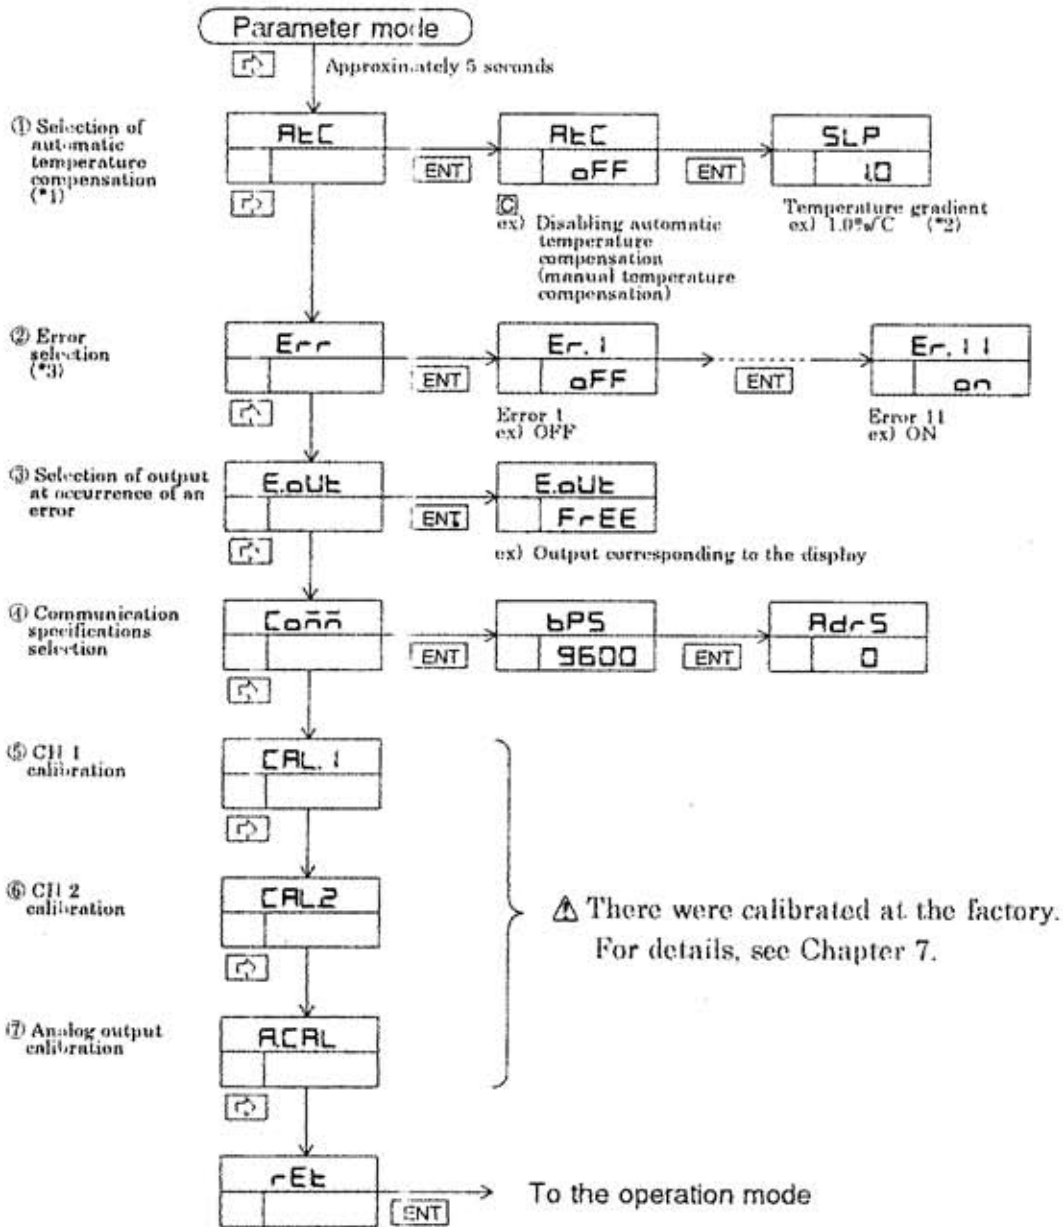 Parameter mode
Approximately 5 seconds
① Selection of
automatic
temperature
compensation
(*1)
AtC
ENT
AtC
oFF
ENT
SLP
1.0
C
ex) Disabling automatic
temperature
compensation
(manual temperature
compensation)
Temperature gradient
ex) 1.0%/°C (*2)
② Error
selection
(*3)
Err
ENT
Er.1
oFF
ENT
Er.11
on
Error 1
ex) OFF
Error 11
ex) ON
③ Selection of output
at occurrence of an
error
E.oUt
ENT
E.oUt
FrEE
ex) Output corresponding to the display
④ Communication
specifications
selection
Comm
ENT
bPS
9600
ENT
AdrS
0
⑤ CH 1
calibration
CAL.1
⑥ CH 2
calibration
CAL.2
⚠ There were calibrated at the factory.
For details, see Chapter 7.
⑦ Analog output
calibration
A.CAL
rEt
ENT
To the operation mode